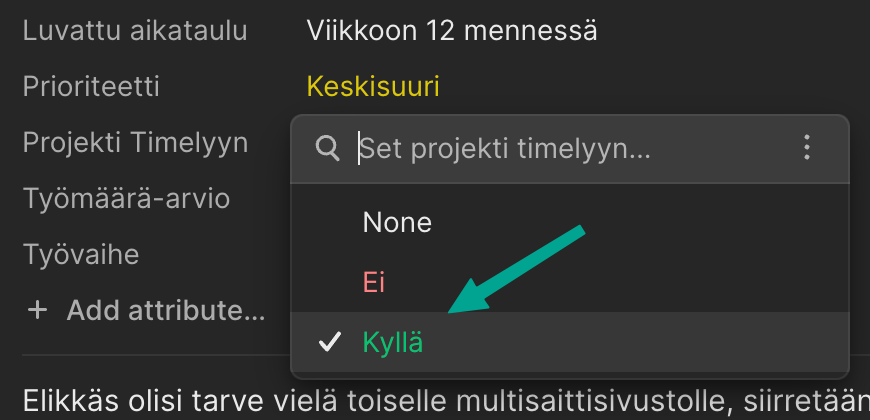 Luvattu aikataulu Viikkoon 12 mennessä
Prioriteetti Keskisuuri
Projekti Timelyyn Set projekti timelyyn...
Työmäärä-arvio None
Työvaihe Ei
+ Add attribute... Kyllä
Elikkäs olisi tarve vielä toiselle multisaittisivustolle, siirretään